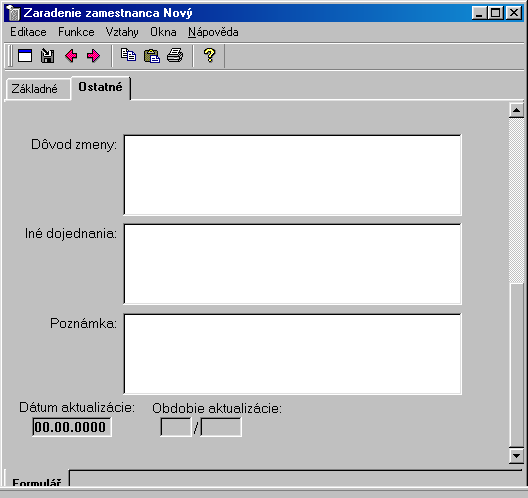 Zaradenie zamestnanca Nový
Editace Funkce Vztahy Okna Nápověda
Základné Ostatné
Dôvod zmeny:
Iné dojednania:
Poznámka:
Dátum aktualizácie: Obdobie aktualizácie:
00.00.0000 /
Formulář